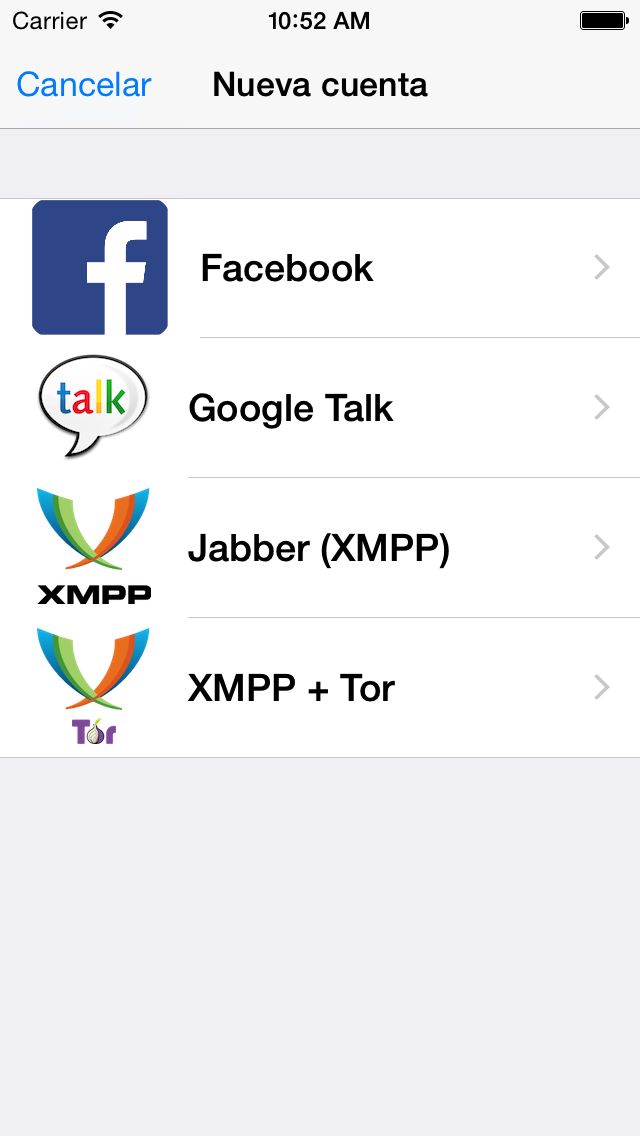 Carrier 10:52 AM
Cancelar Nueva cuenta
f Facebook
talk Google Talk
Jabber (XMPP)
XMPP
XMPP + Tor
Tor